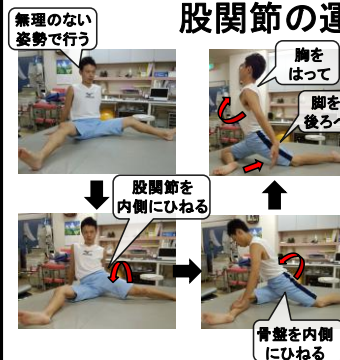 股関節の運
無理のない
姿勢で行う
胸を
はって
脚を
後ろへ
股関節を
内側にひねる
骨盤を内側
にひねる